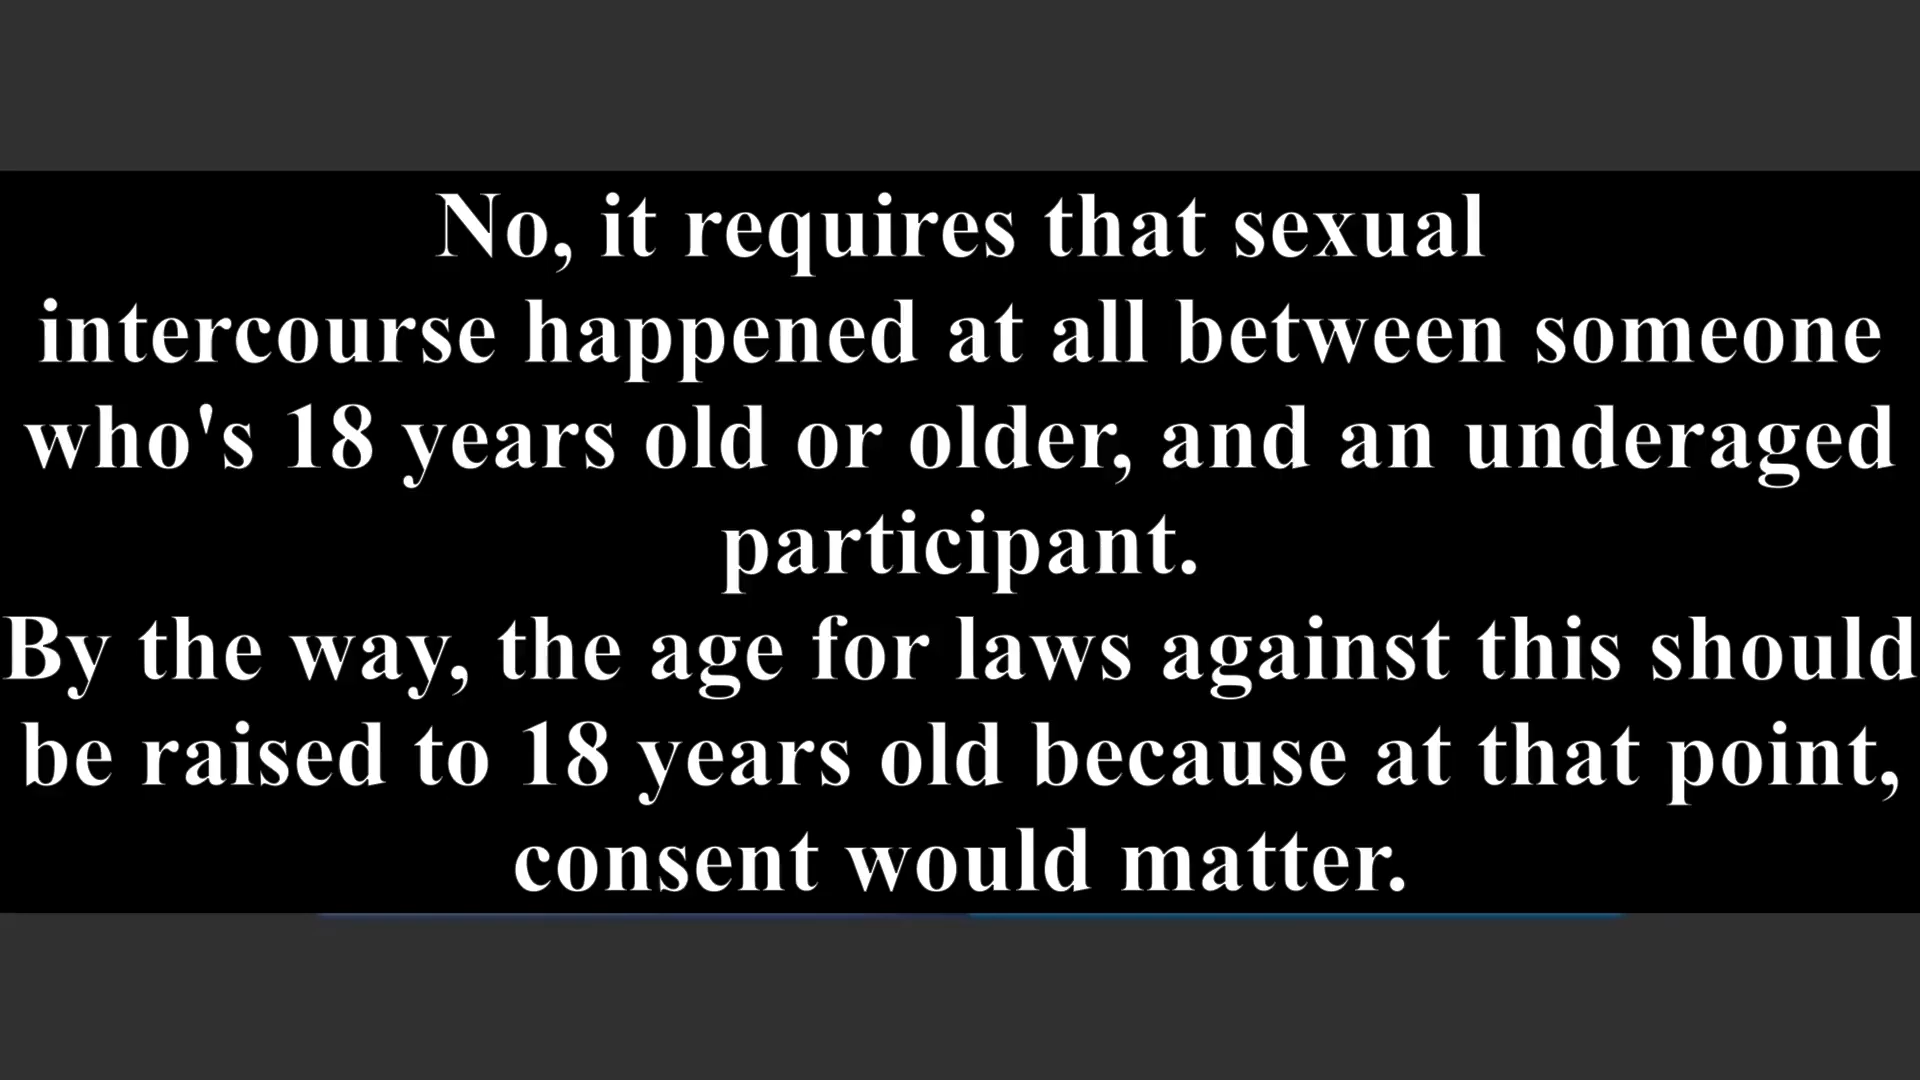 No, it requires that sexual
intercourse happened at all between someone
who's 18 years old or older, and an underaged
participant.
By the way, the age for laws against this should
be raised to 18 years old because at that point,
consent would matter.